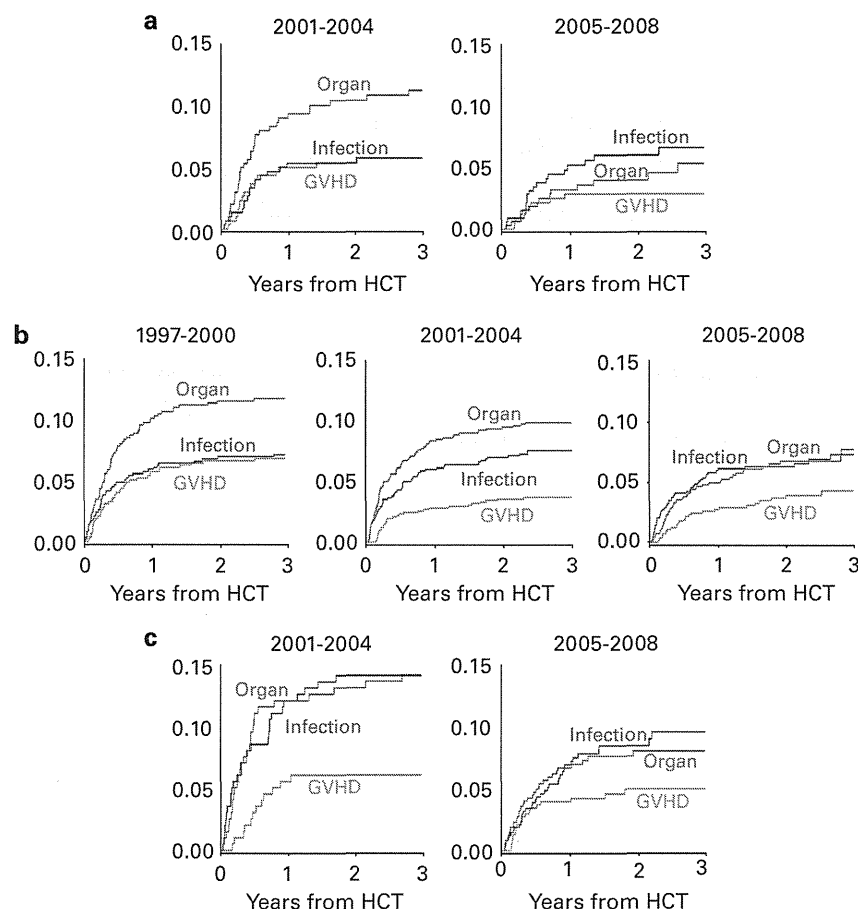 a
2001-2004
2005-2008
0.15
0.10
0.05
0.00
Organ
Infection
GVHD
0 1 2 3
Years from HCT
0.15
0.10
0.05
0.00
Infection
Organ
GVHD
0 1 2 3
Years from HCT
b
1997-2000
2001-2004
2005-2008
0.15
0.10
0.05
0.00
Organ
Infection
GVHD
0 1 2 3
Years from HCT
0.15
0.10
0.05
0.00
Organ
Infection
GVHD
0 1 2 3
Years from HCT
0.15
0.10
0.05
0.00
Infection
Organ
GVHD
0 1 2 3
Years from HCT
c
2001-2004
2005-2008
0.15
0.10
0.05
0.00
Organ
Infection
GVHD
0 1 2 3
Years from HCT
0.15
0.10
0.05
0.00
Infection
Organ
GVHD
0 1 2 3
Years from HCT